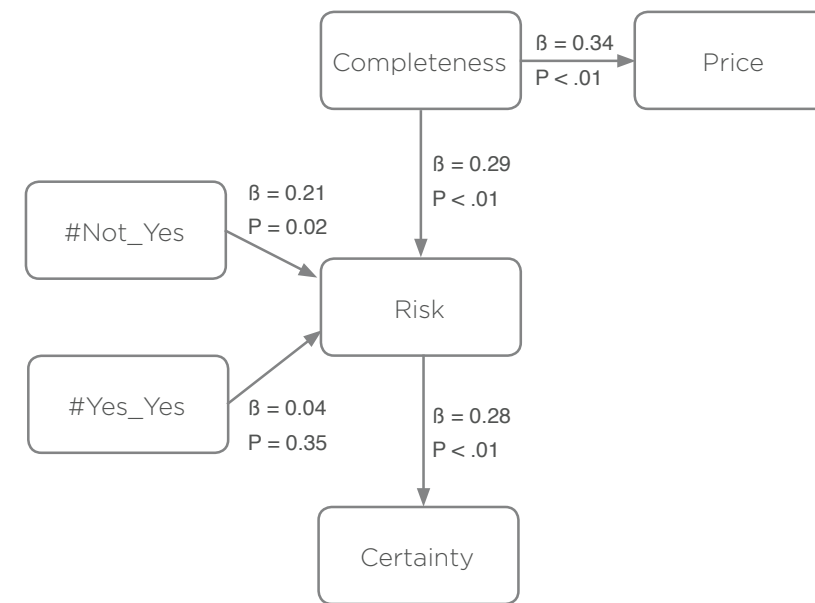 Completeness
ß = 0.34
P < .01
Price
ß = 0.29
P < .01
#Not_Yes
ß = 0.21
P = 0.02
Risk
#Yes_Yes
ß = 0.04
P = 0.35
ß = 0.28
P < .01
Certainty